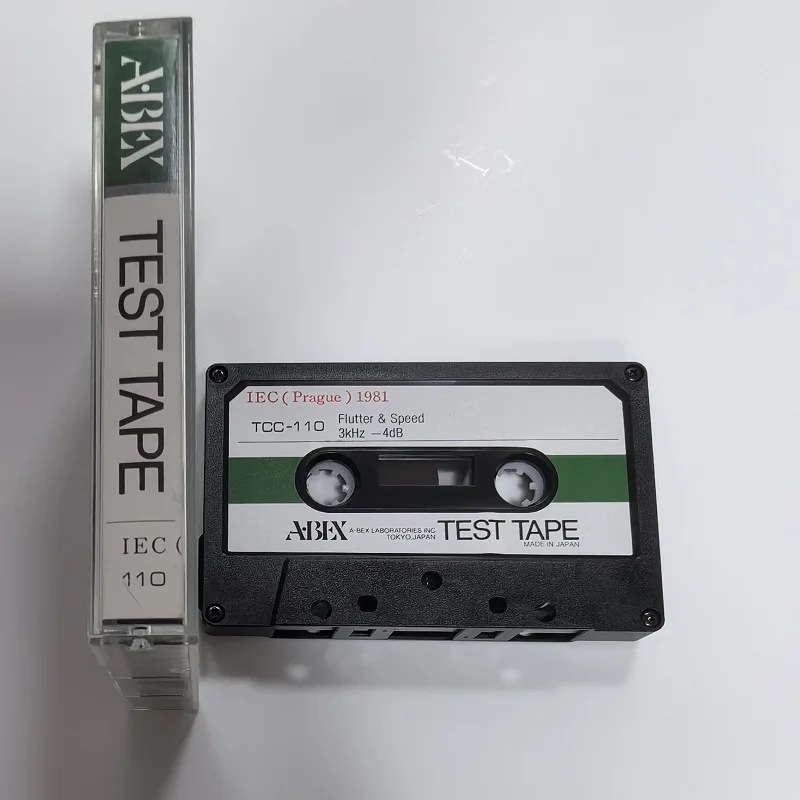 A·BEX
TEST TAPE
IEC (
110
IEC ( Prague ) 1981
TCC-110 Flutter & Speed
3kHz −4dB
A·BEX A-BEX LABORATORIES INC. TEST TAPE
TOKYO,JAPAN
MADE IN JAPAN